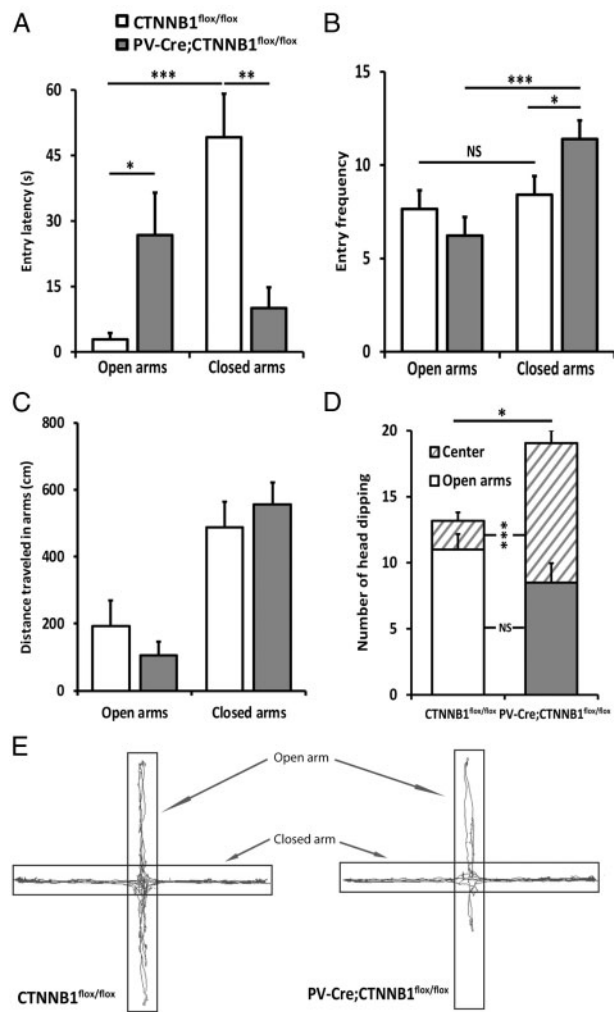 A
CTNNB1flox/flox
PV-Cre;CTNNB1flox/flox
***
**
*
Entry latency (s)
60
45
30
15
0
Open arms
Closed arms
B
***
*
NS
Entry frequency
15
10
5
0
Open arms
Closed arms
C
Distance traveled in arms (cm)
800
600
400
200
0
Open arms
Closed arms
D
*
Center
Open arms
***
NS
Number of head dipping
20
15
10
5
0
CTNNB1flox/flox PV-Cre;CTNNB1flox/flox
E
Open arm
Closed arm
CTNNB1flox/flox
PV-Cre;CTNNB1flox/flox